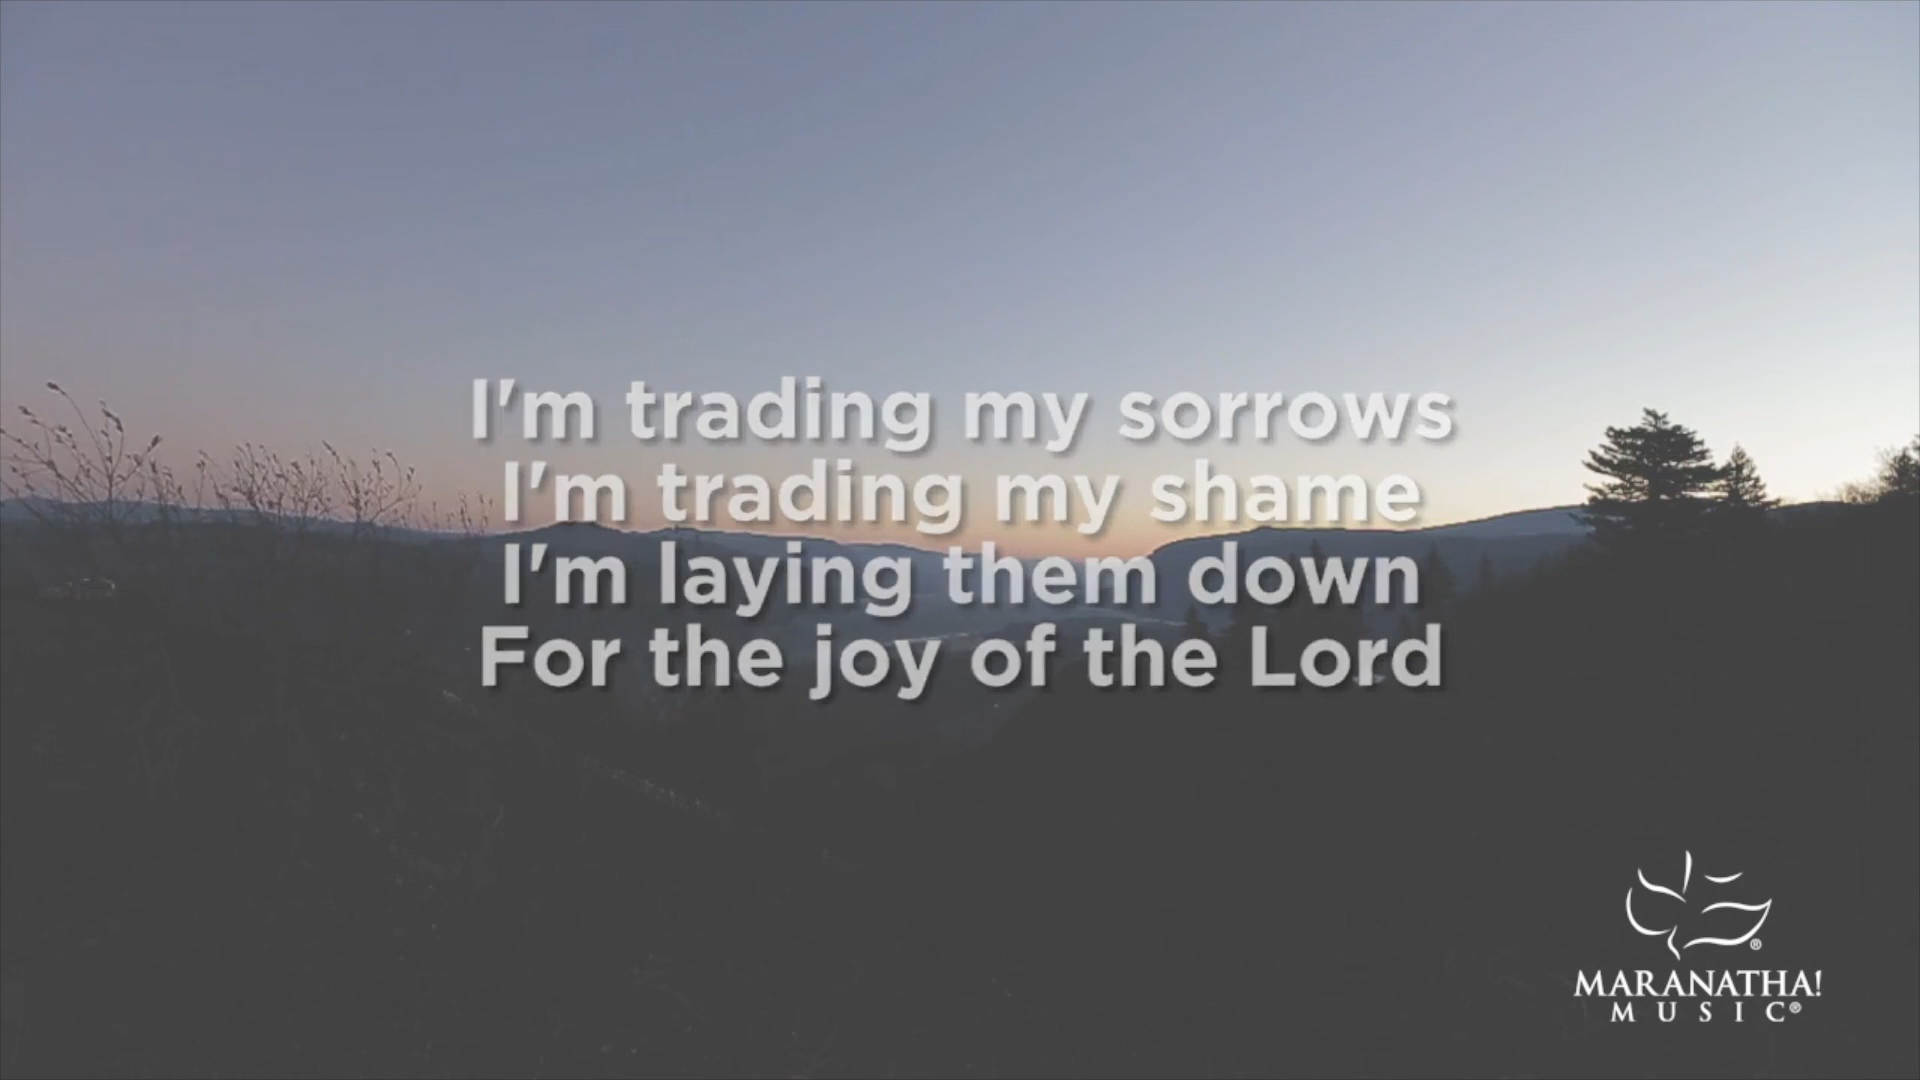 I'm trading my sorrows
I'm trading my shame
I'm laying them down
For the joy of the Lord
®
MARANATHA!
MUSIC®